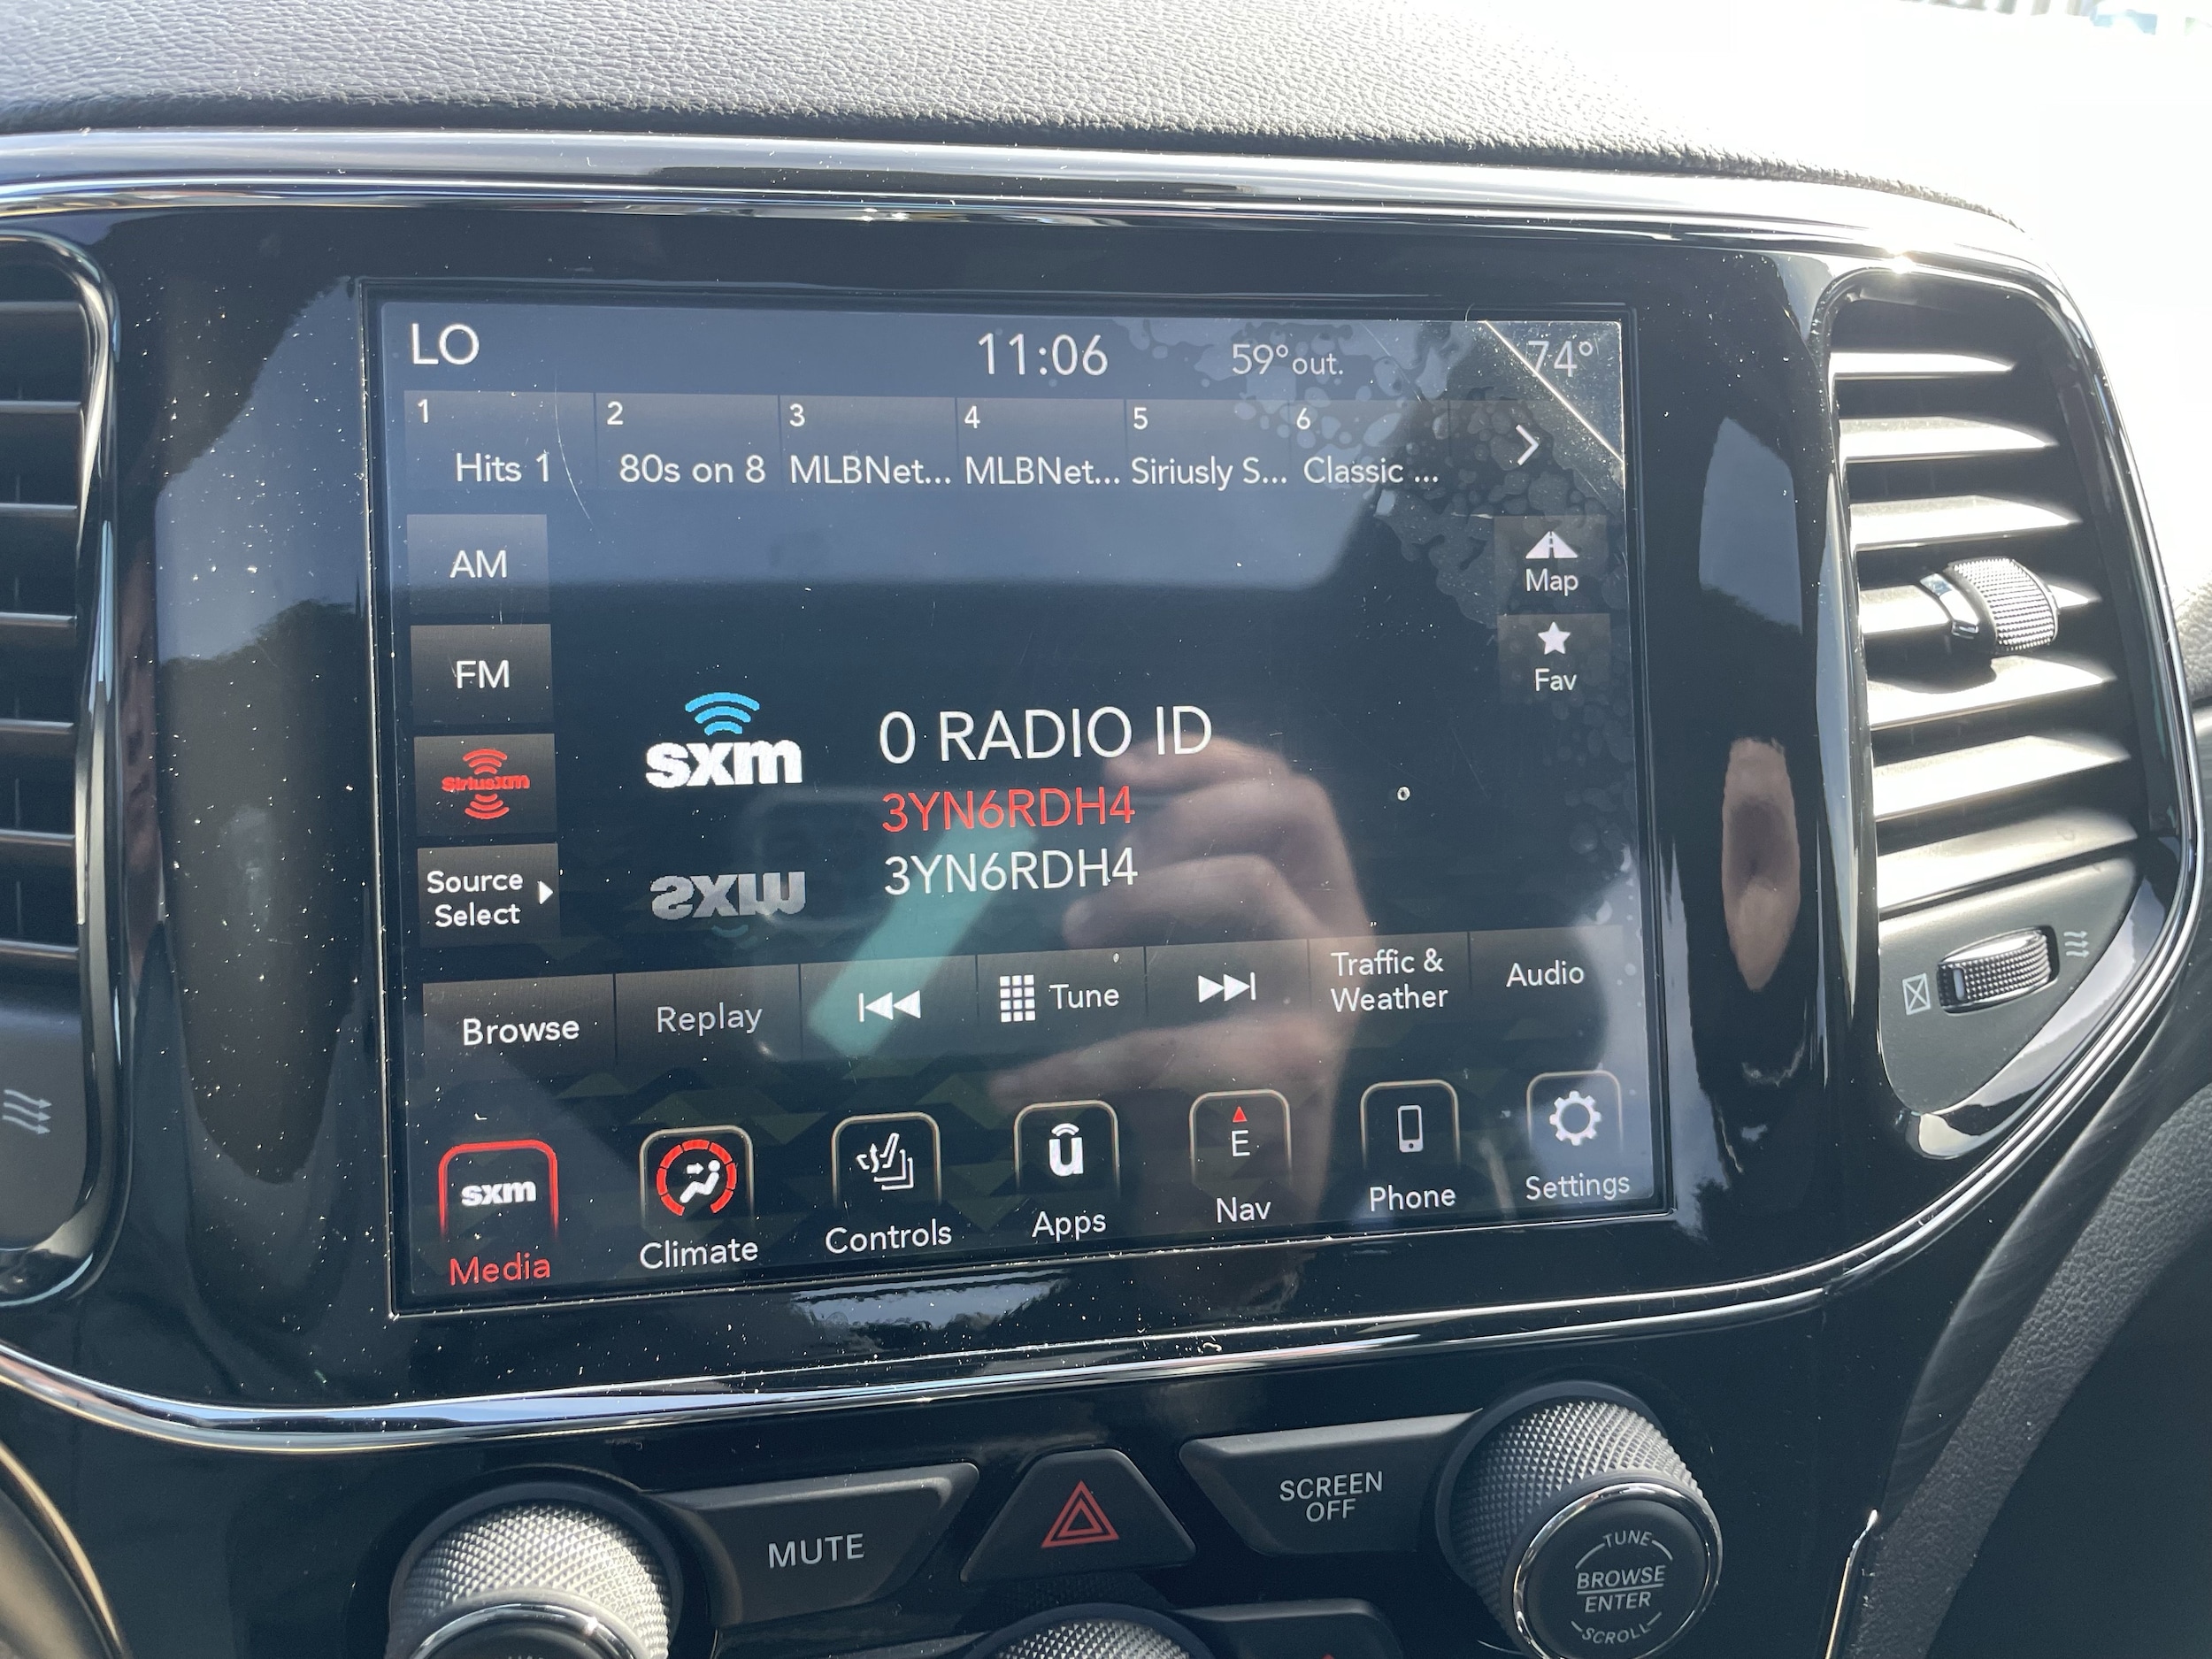 LO 11:06 59° out. 74°
1 2 3 4 5 6
Hits 1 80s on 8 MLBNet... MLBNet... Siriusly S... Classic ...
AM
Map
FM
Fav
sxm
0 RADIO ID
SiriusXM
3YN6RDH4
Source
Select
3YN6RDH4
Browse Replay Tune Traffic &
Weather Audio
sxm
u
E
Media Climate Controls Apps Nav Phone Settings
MUTE
SCREEN
OFF
TUNE
BROWSE
ENTER
SCROLL